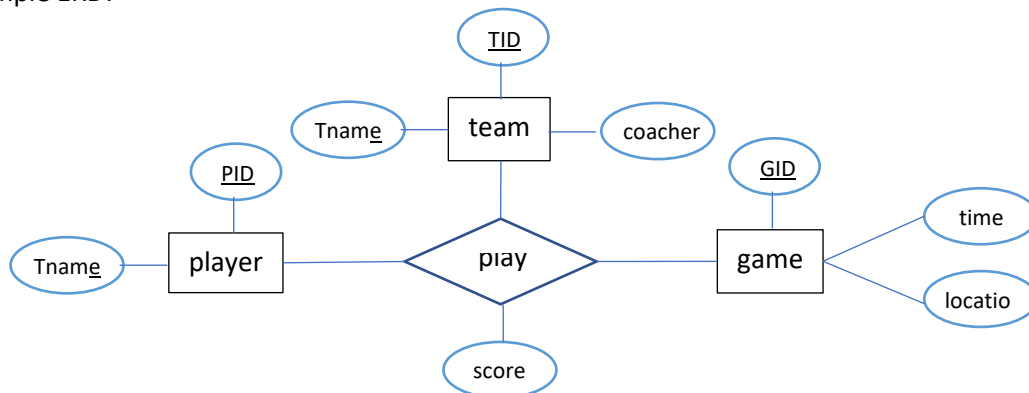 TID
Tname
team
coacher
PID
GID
time
Tname
player
play
game
locatio
score